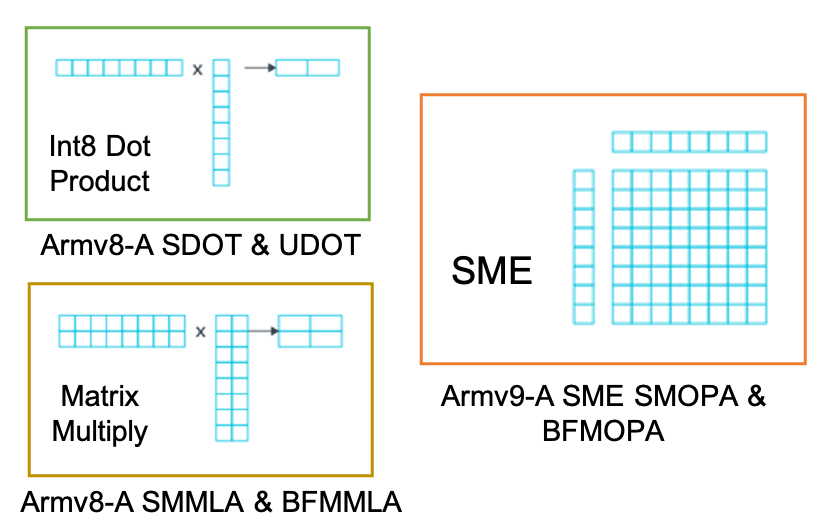 x
Int8 Dot
Product
Armv8-A SDOT & UDOT
x
Matrix
Multiply
Armv8-A SMMLA & BFMMLA
SME
Armv9-A SME SMOPA &
BFMOPA